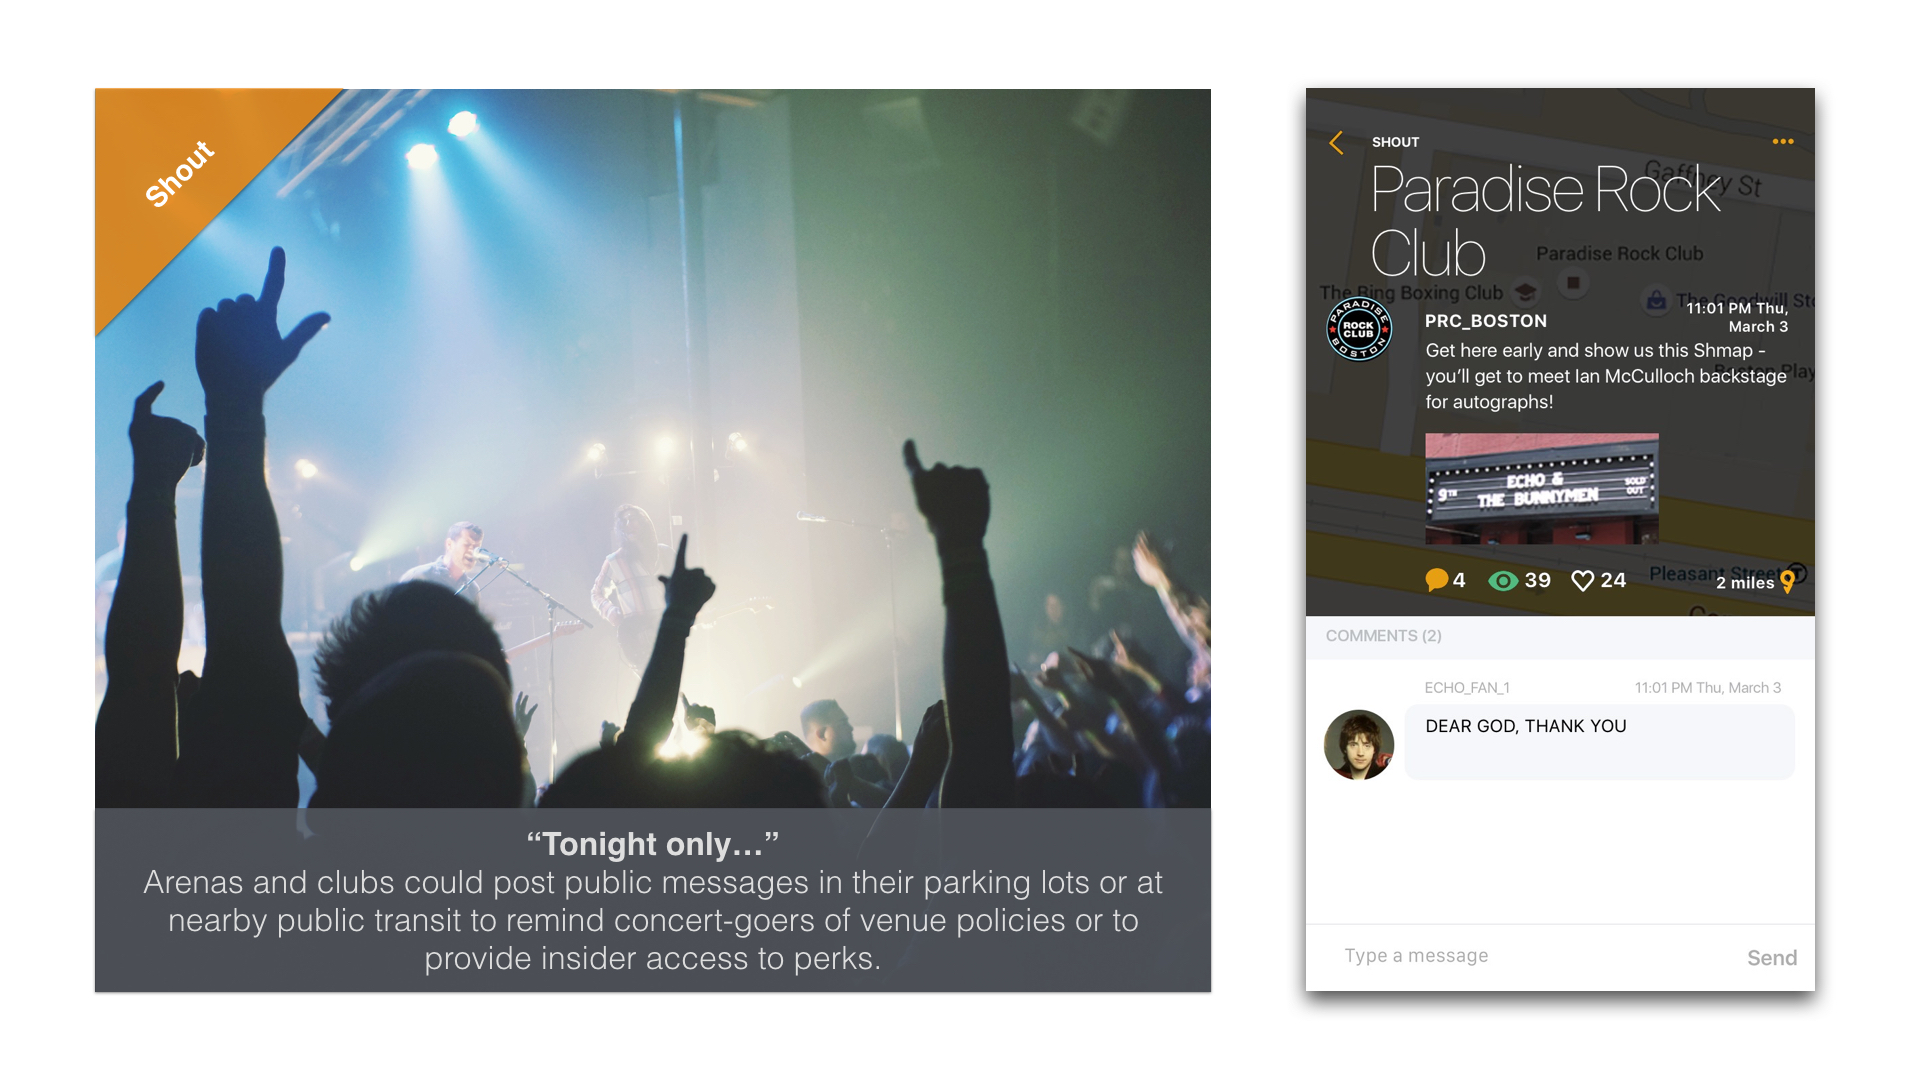 Shout
“Tonight only…”
Arenas and clubs could post public messages in their parking lots or at
nearby public transit to remind concert-goers of venue policies or to
provide insider access to perks.
SHOUT
Paradise Rock
Club
Gaffney St
Paradise Rock Club
The Ring Boxing Club
The Goodwill Sto
PARADISE
ROCK
CLUB
BOSTON
PRC_BOSTON
11:01 PM Thu,
March 3
Get here early and show us this Shmap -
you’ll get to meet Ian McCulloch backstage
for autographs!
Boston Play
9TH
ECHO &
THE BUNNYMEN
SOLD
OUT
4
39
24
Pleasant Street
T
2 miles
COMMENTS (2)
ECHO_FAN_1
11:01 PM Thu, March 3
DEAR GOD, THANK YOU
Type a message
Send